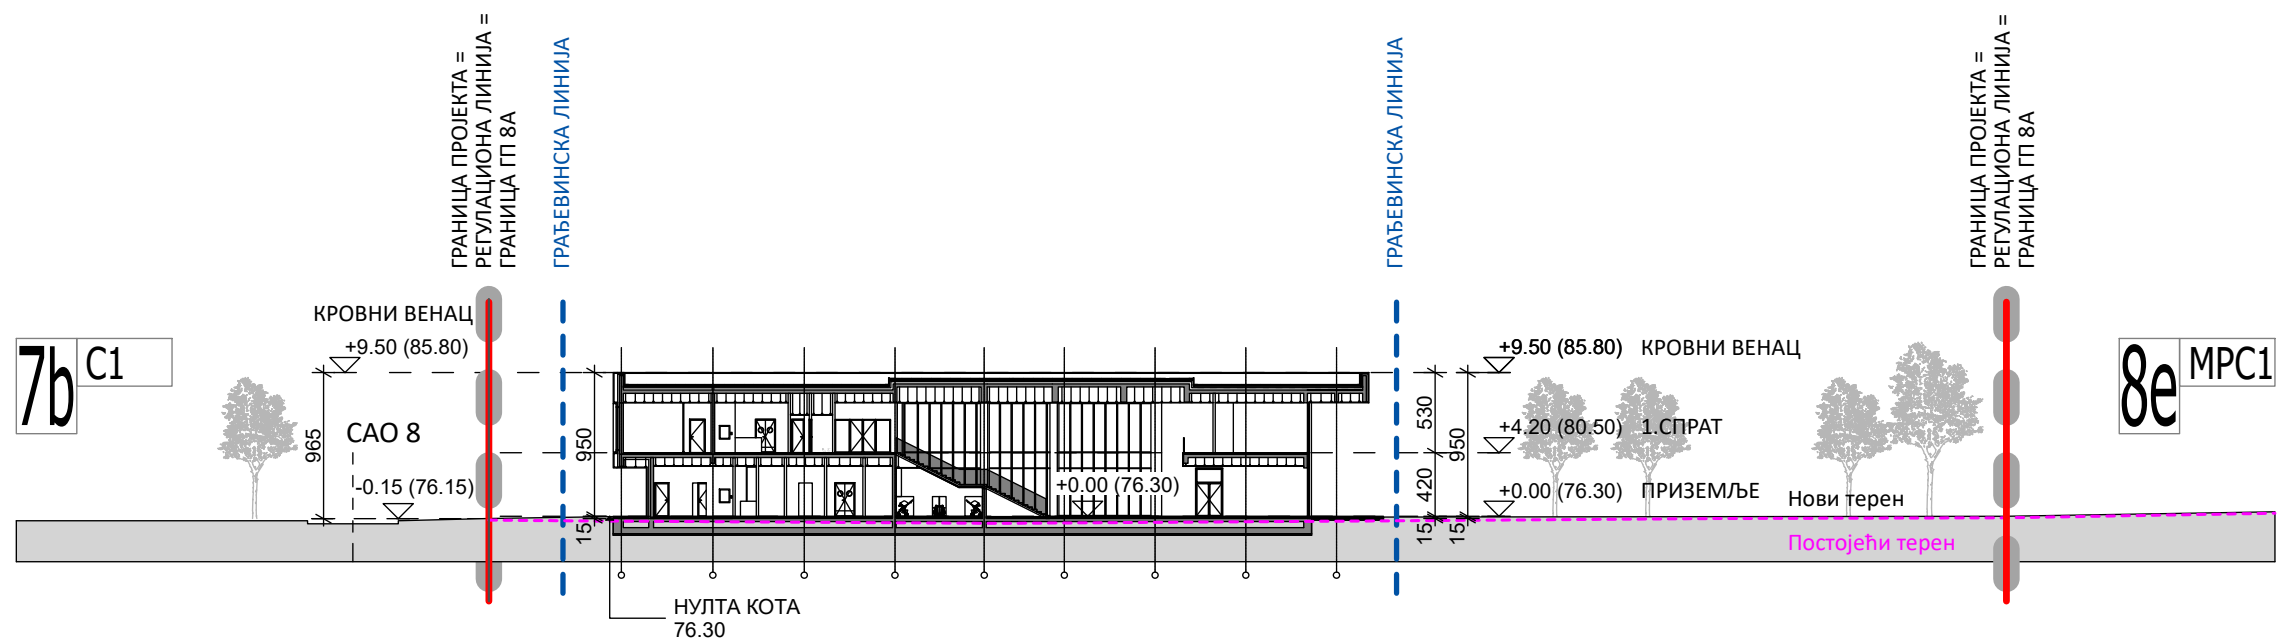 ГРАНИЦА ПРОЈЕКТА =
РЕГУЛАЦИОНА ЛИНИЈА =
ГРАНИЦА ГП 8А
ГРАЂЕВИНСКА ЛИНИЈА
ГРАЂЕВИНСКА ЛИНИЈА
ГРАНИЦА ПРОЈЕКТА =
РЕГУЛАЦИОНА ЛИНИЈА =
ГРАНИЦА ГП 8А
КРОВНИ ВЕНАЦ
+9.50 (85.80)
7b С1
965
САО 8
-0.15 (76.15)
950
15
+0.00 (76.30)
НУЛТА КОТА
76.30
+9.50 (85.80) КРОВНИ ВЕНАЦ
530
950
+4.20 (80.50) 1.СПРАТ
420
+0.00 (76.30) ПРИЗЕМЉЕ
15
15
Нови терен
Постојећи терен
8e МРС1